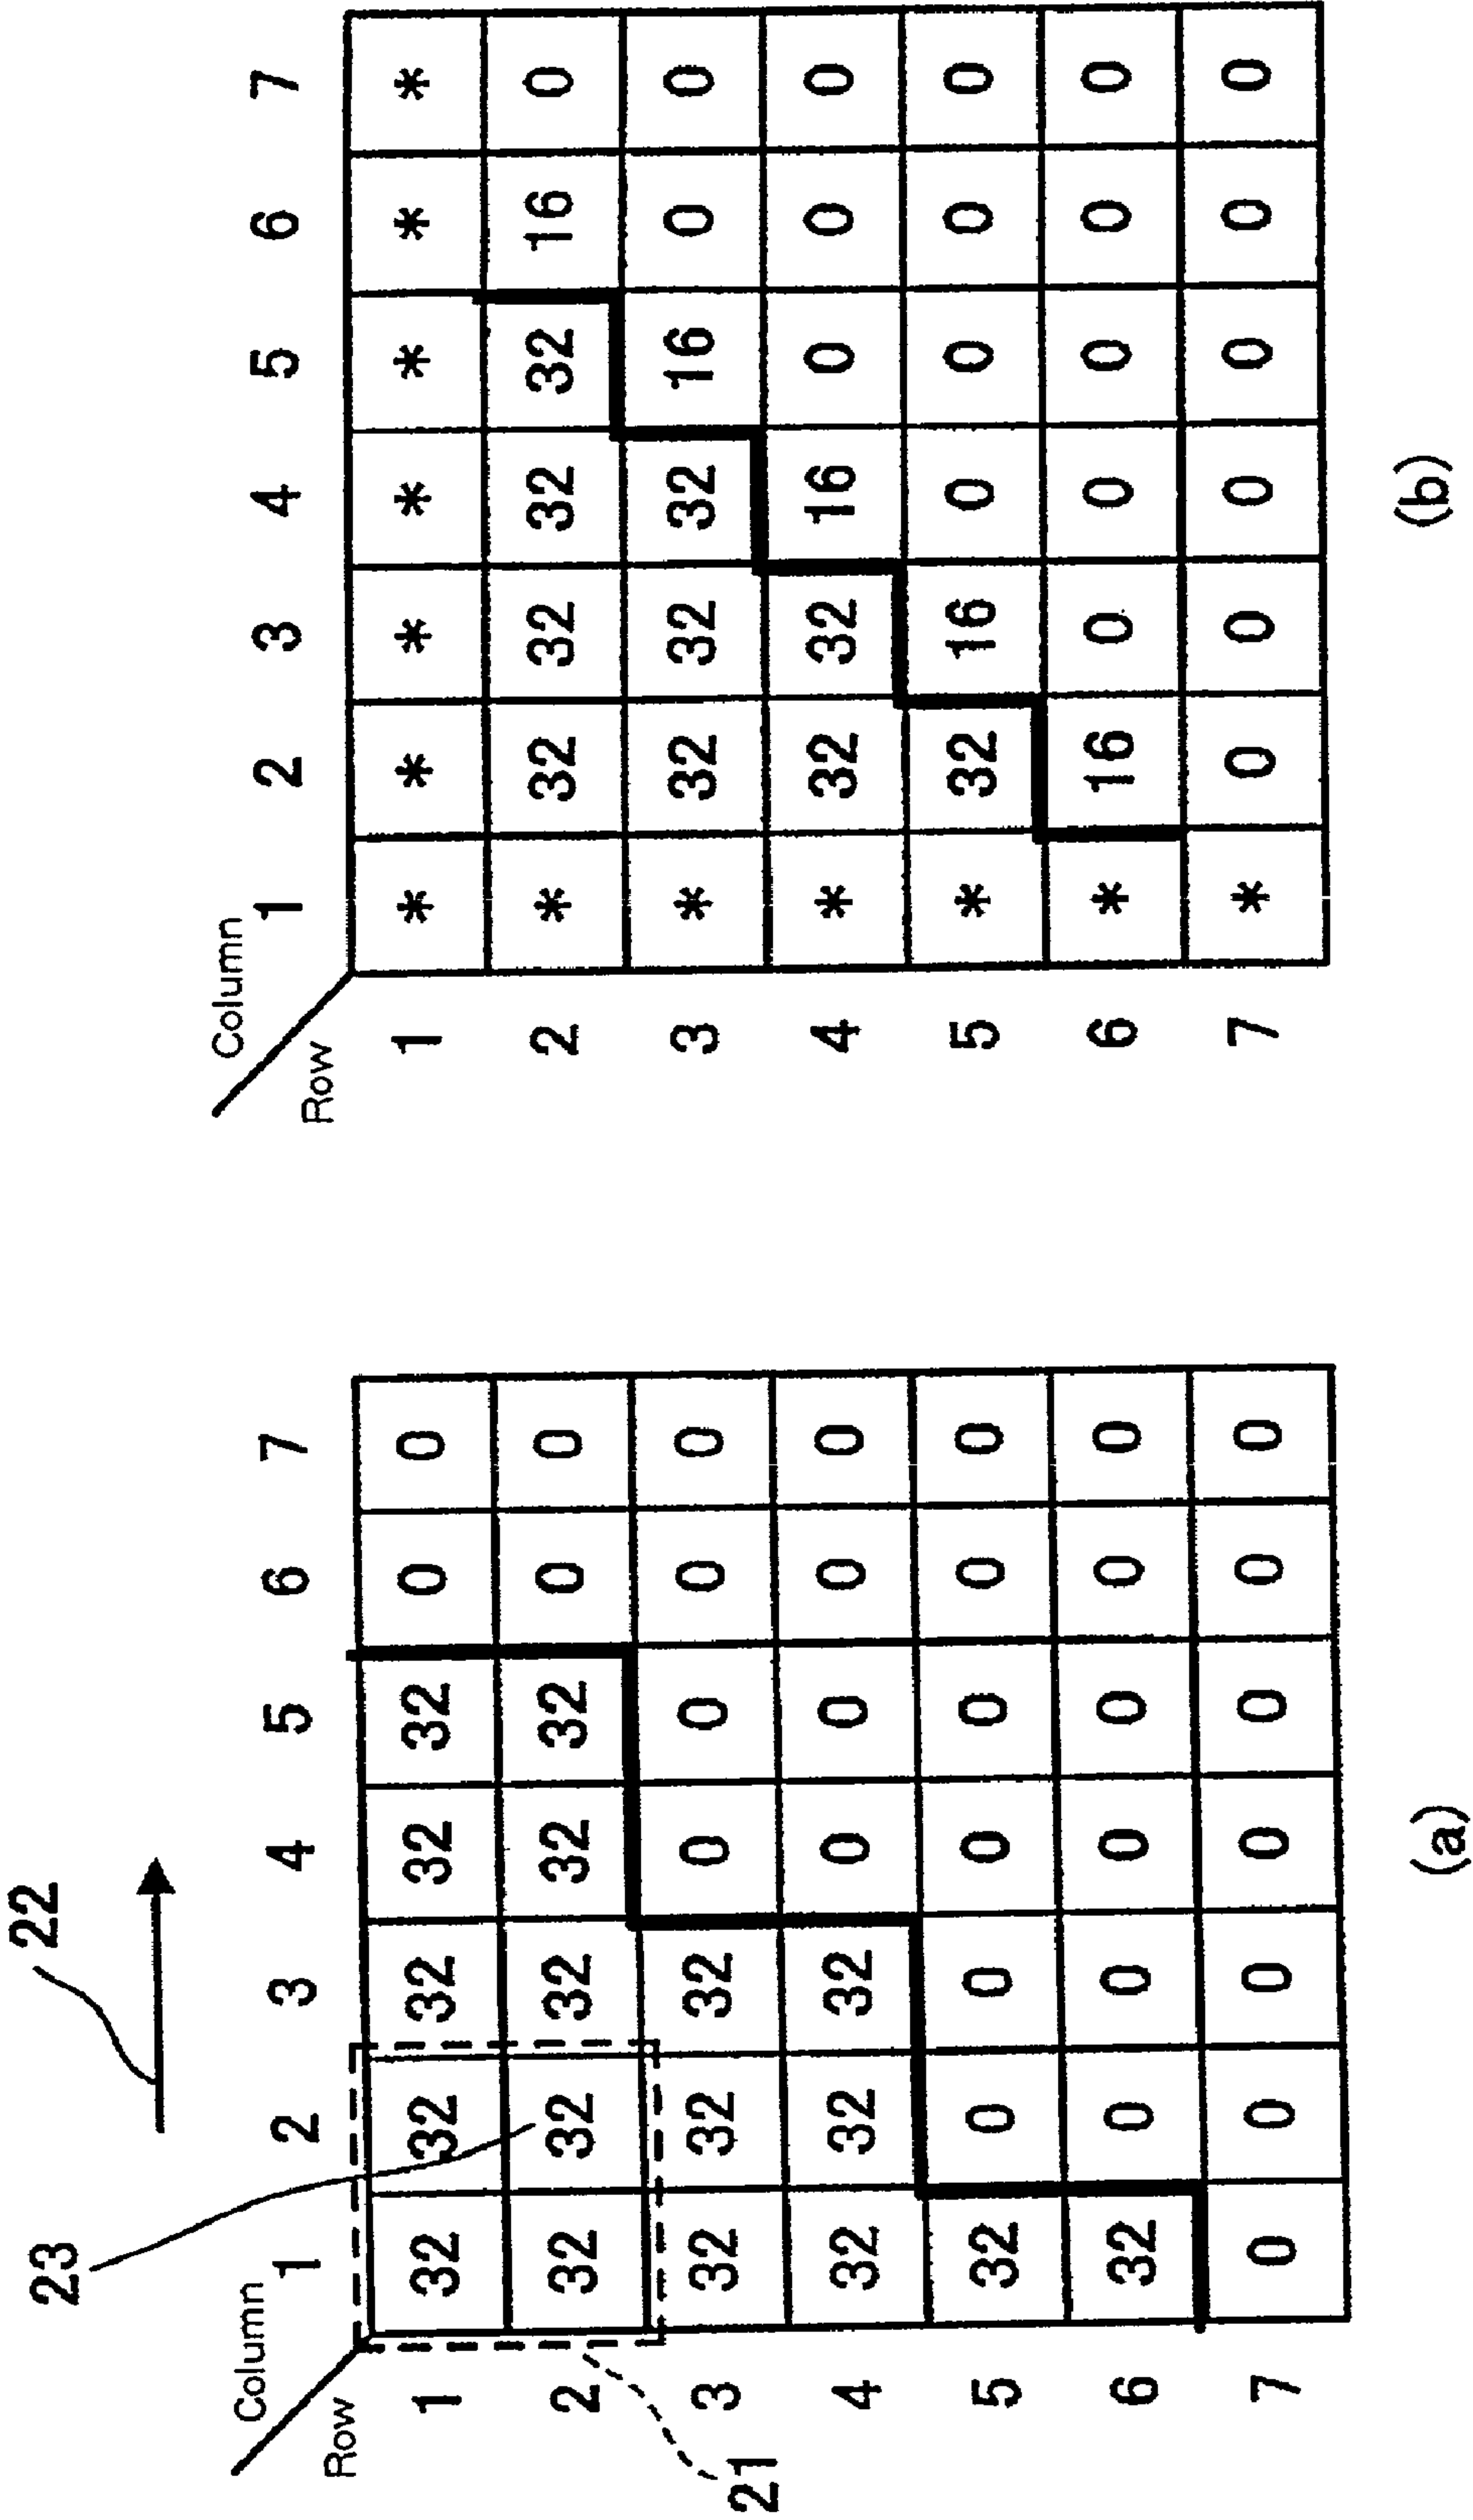 23
22
Column
1 2 3 4 5 6 7
Row
1 32 32 32 32 32 0 0
2 32 32 32 32 32 0 0
3 32 32 32 0 0 0 0
4 32 32 32 0 0 0 0
5 32 0 0 0 0 0 0
6 32 0 0 0 0 0 0
7 0 0 0 0 0 0 0
21
(a)
Column
1 2 3 4 5 6 7
Row
1 * * * * * * *
2 * 32 32 32 32 16 0
3 * 32 32 32 16 0 0
4 * 32 32 16 0 0 0
5 * 32 16 0 0 0 0
6 * 16 0 0 0 0 0
7 * 0 0 0 0 0 0
(b)